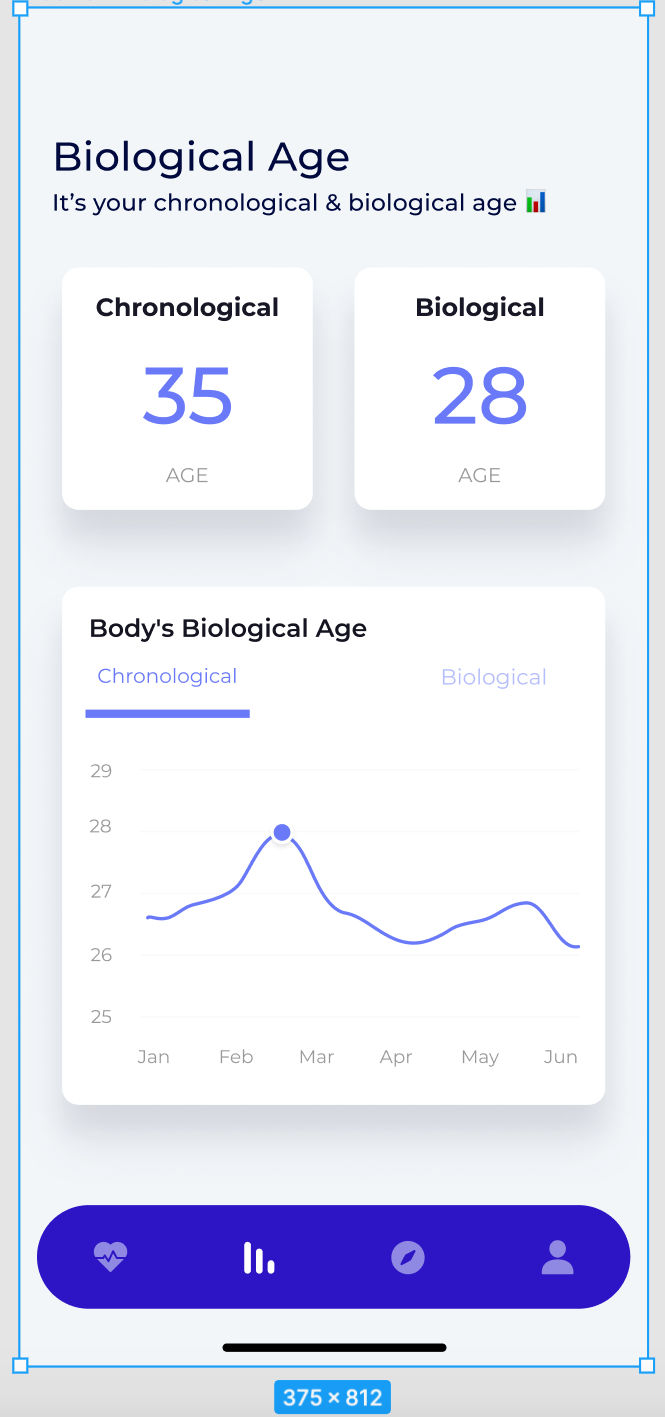 Biological Age
It’s your chronological & biological age 📊
Chronological
35
AGE
Biological
28
AGE
Body's Biological Age
Chronological Biological
29
28
27
26
25
Jan Feb Mar Apr May Jun
375 × 812